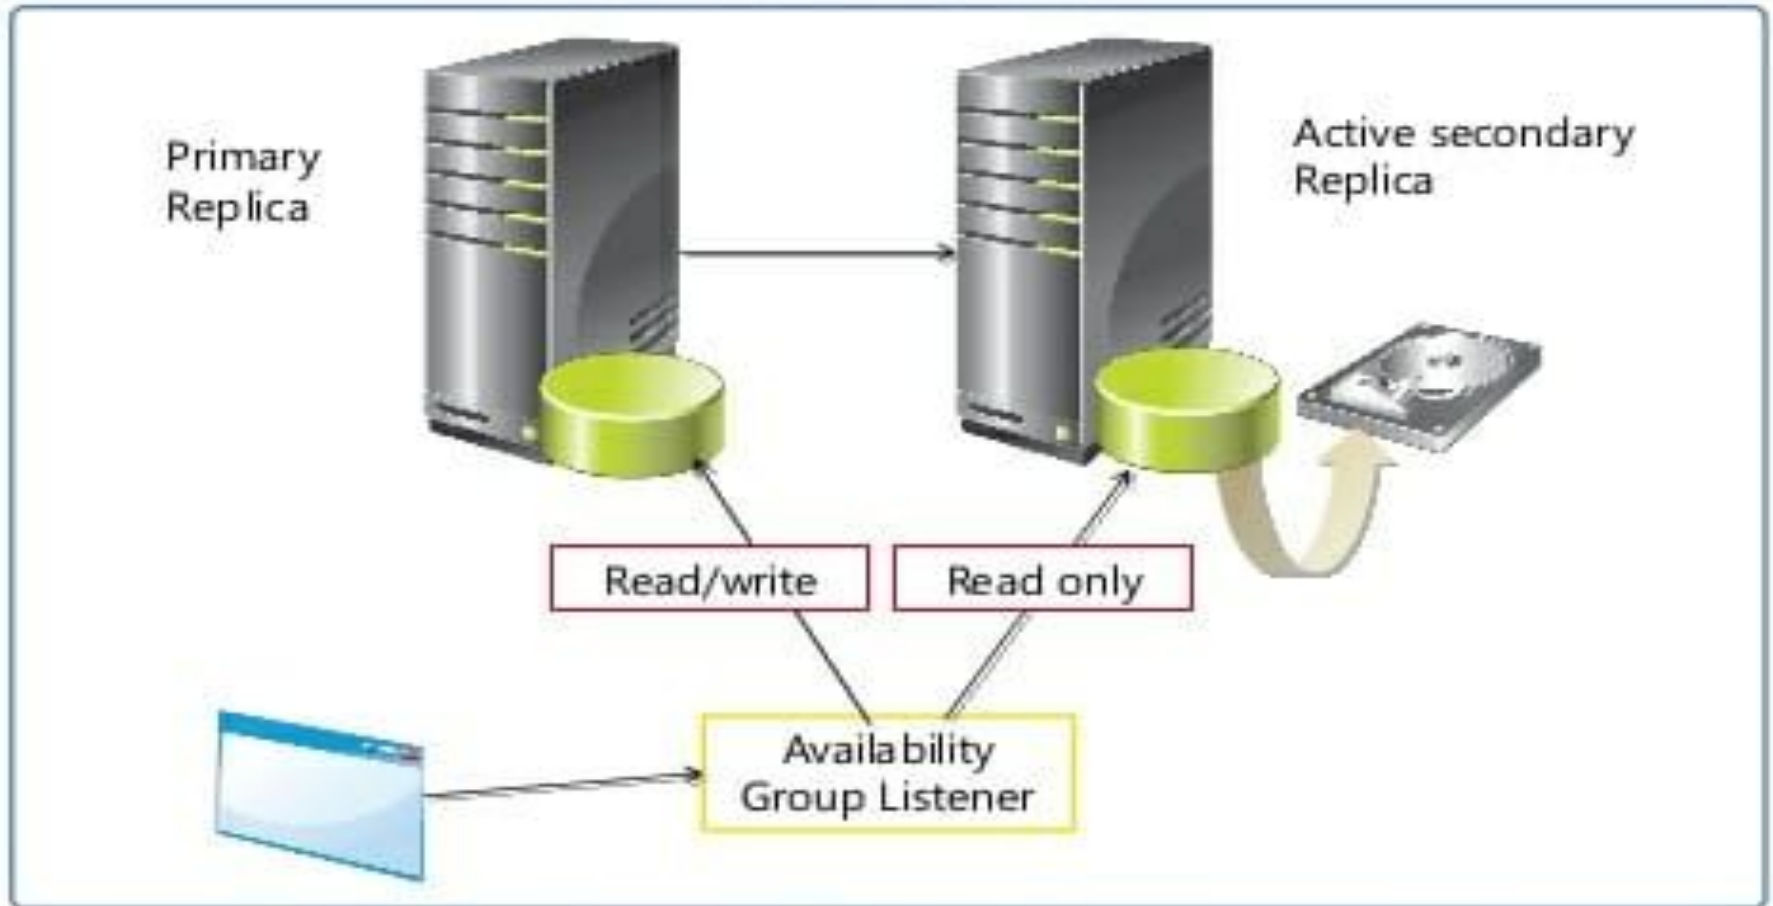 Primary
Replica
Active secondary
Replica
Read/write
Read only
Availability
Group Listener